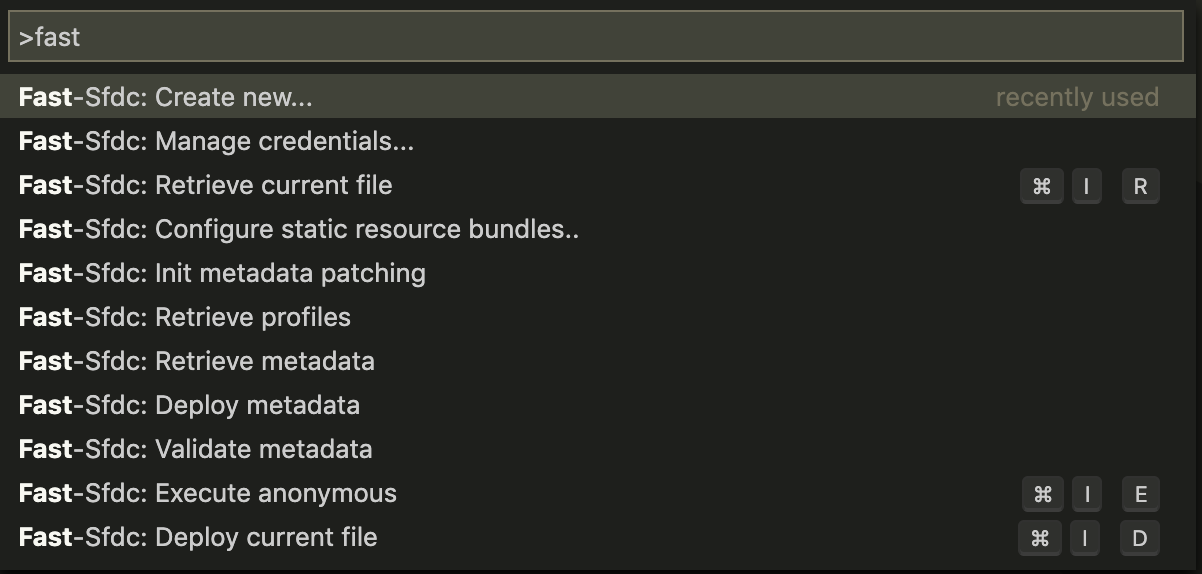 >fast
Fast-Sfdc: Create new... recently used
Fast-Sfdc: Manage credentials...
Fast-Sfdc: Retrieve current file ⌘ I R
Fast-Sfdc: Configure static resource bundles..
Fast-Sfdc: Init metadata patching
Fast-Sfdc: Retrieve profiles
Fast-Sfdc: Retrieve metadata
Fast-Sfdc: Deploy metadata
Fast-Sfdc: Validate metadata
Fast-Sfdc: Execute anonymous ⌘ I E
Fast-Sfdc: Deploy current file ⌘ I D